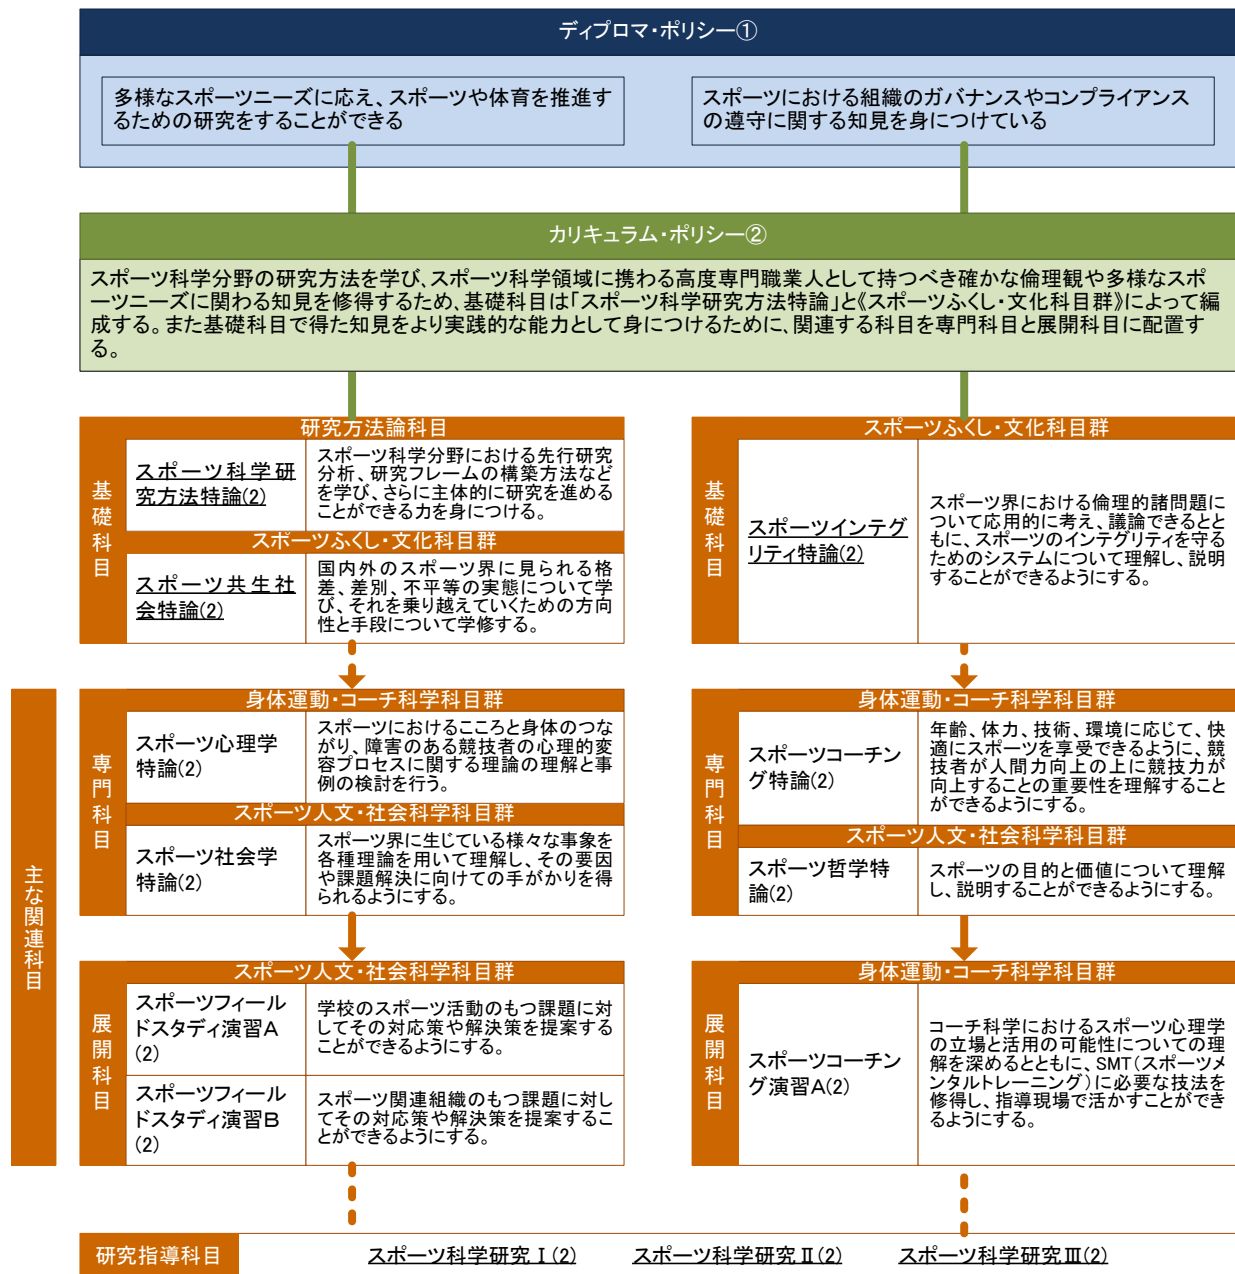 ディプロマ・ポリシー①
多様なスポーツニーズに応え、スポーツや体育を推進す
るための研究をすることができる
スポーツにおける組織のガバナンスやコンプライアンス
の遵守に関する知見を身につけている
カリキュラム・ポリシー②
スポーツ科学分野の研究方法を学び、スポーツ科学領域に携わる高度専門職業人として持つべき確かな倫理観や多様なスポ
ーツニーズに関わる知見を修得するため、基礎科目は「スポーツ科学研究方法特論」と《スポーツふくし・文化科目群》によって編
成する。また基礎科目で得た知見をより実践的な能力として身につけるために、関連する科目を専門科目と展開科目に配置す
る。
基礎科目
研究方法論科目
スポーツ科学研
究方法特論(2)
スポーツ科学分野における先行研究
分析、研究フレームの構築方法など
を学び、さらに主体的に研究を進める
ことができる力を身につける。
スポーツふくし・文化科目群
スポーツ共生社
会特論(2)
国内外のスポーツ界に見られる格
差、差別、不平等の実態について学
び、それを乗り越えていくための方向
性と手段について学修する。
基礎科目
スポーツふくし・文化科目群
スポーツインテグ
リティ特論(2)
スポーツ界における倫理的諸問題に
ついて応用的に考え、議論できるとと
もに、スポーツのインテグリティを守る
ためのシステムについて理解し、説明
することができるようにする。
主な関連科目
専門科目
身体運動・コーチ科学科目群
スポーツ心理学
特論(2)
スポーツにおけるこころと身体のつな
がり、障害のある競技者の心理的変
容プロセスに関する理論の理解と事
例の検討を行う。
スポーツ人文・社会科学科目群
スポーツ社会学
特論(2)
スポーツ界に生じている様々な事象を
各種理論を用いて理解し、その要因
や課題解決に向けての手がかりを得
られるようにする。
専門科目
身体運動・コーチ科学科目群
スポーツコーチン
グ特論(2)
年齢、体力、技術、環境に応じて、快
適にスポーツを享受できるように、競
技者が人間力向上の上に競技力が
向上することの重要性を理解すること
ができるようにする。
スポーツ人文・社会科学科目群
スポーツ哲学特
論(2)
スポーツの目的と価値について理解
し、説明することができるようにする。
展開科目
スポーツ人文・社会科学科目群
スポーツフィール
ドスタディ演習A
(2)
学校のスポーツ活動のもつ課題に対
してその対応策や解決策を提案する
ことができるようにする。
スポーツフィール
ドスタディ演習B
(2)
スポーツ関連組織のもつ課題に対し
てその対応策や解決策を提案するこ
とができるようにする。
展開科目
身体運動・コーチ科学科目群
スポーツコーチン
グ演習A(2)
コーチ科学におけるスポーツ心理学
の立場と活用の可能性についての理
解を深めるとともに、SMT(スポーツメ
ンタルトレーニング)に必要な技法を
修得し、指導現場で活かすことができ
るようにする。
研究指導科目
スポーツ科学研究Ⅰ(2)
スポーツ科学研究Ⅱ(2)
スポーツ科学研究Ⅲ(2)